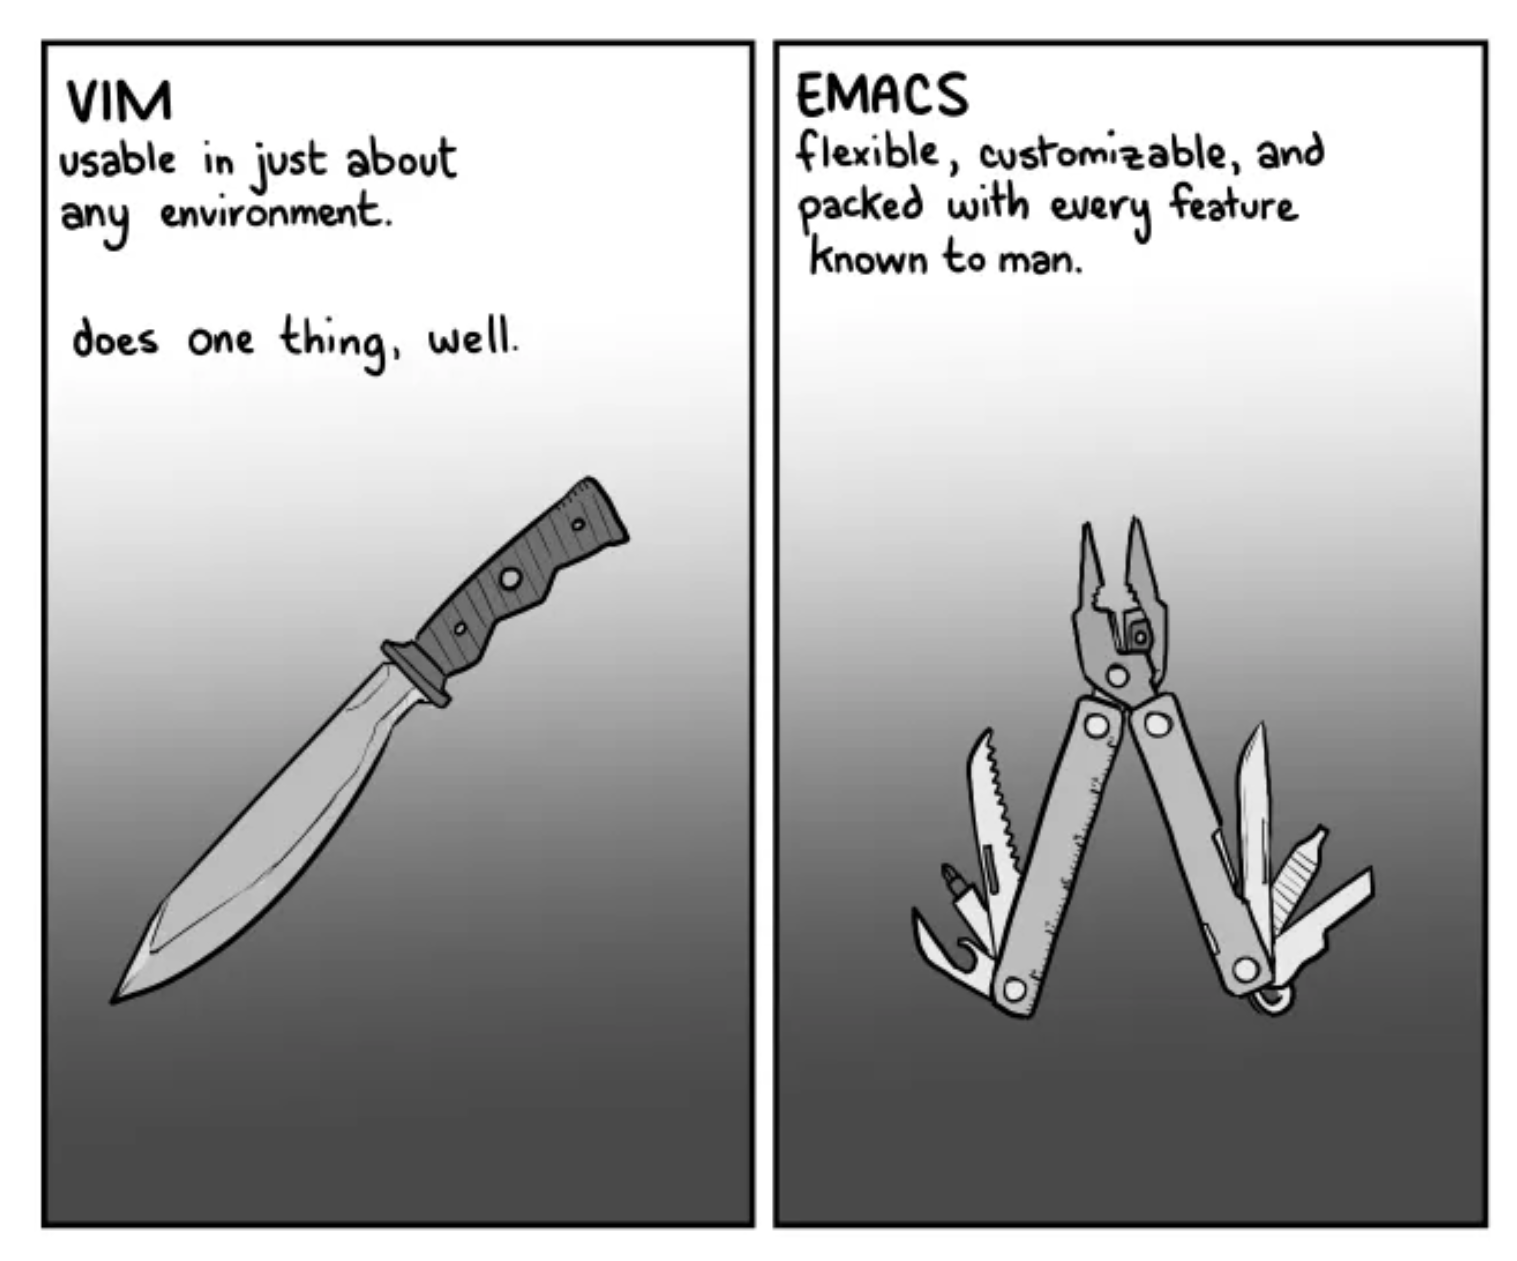 VIM
usable in just about
any environment.
does one thing, well.
EMACS
flexible, customizable, and
packed with every feature
known to man.